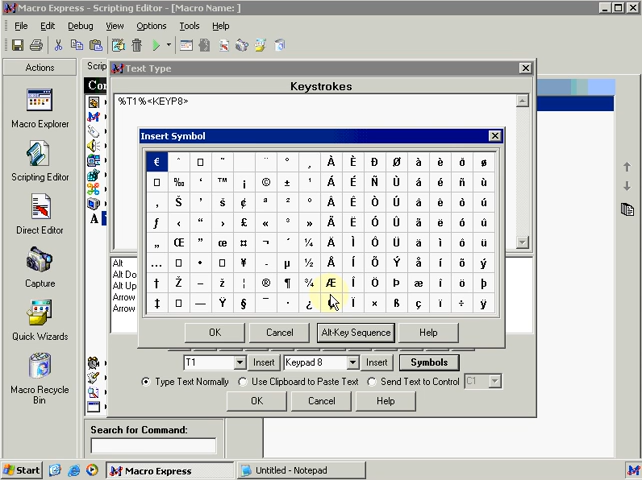 Macro Express - Scripting Editor - [Macro Name: ]
File Edit View Debug Options Tools Help
Actions
Macro Explorer
Scripting Editor
Direct Editor
Capture
Quick Wizards
Macro Recycle Bin
Text Type
Keystrokes
%T1%<KEYP8>
Insert Symbol
€ ˆ □ ˜ ¨ ° ¸ À È Ð Ø à è ð ø
□ ‰ ‘ ™ ¡ © ± ¹ Á É Ñ Ù á é ñ ù
‚ Š ’ š ¢ ª ² º Â Ê Ò Ú â ê ò ú
ƒ ‹ “ › £ « ³ » Ã Ë Ó Û ã ë ó û
„ Œ ” œ ¤ ¬ ´ ¼ Ä Ì Ô Ü ä ì ô ü
… □ • □ ¥ - µ ½ Å Í Õ Ý å í õ ý
† Ž – ž ¦ ® ¶ ¾ Æ Î Ö Þ æ î ö þ
‡ □ — Ÿ § ¯ · ¿ Ï × ß ç ï ÷ ÿ
OK Cancel Alt-Key Sequence Help
Alt
Alt Do
Alt Up
Arrow
Arrow
T1 Insert Keypad 8 Insert Symbols
Type Text Normally Use Clipboard to Paste Text Send Text to Control C1
OK Cancel Help
Search for Command:
Start Macro Express Untitled - Notepad